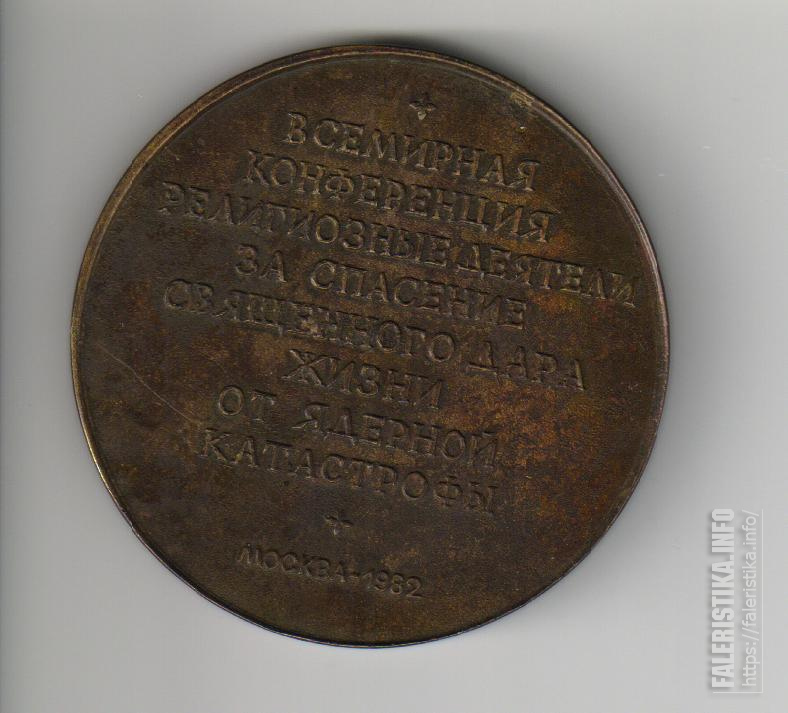 ВСЕМИРНАЯ
КОНФЕРЕНЦИЯ
РЕЛИГИОЗНЫЕ ДЕЯТЕЛИ
ЗА СПАСЕНИЕ
СВЯЩЕННОГО ДАРА
ЖИЗНИ
ОТ ЯДЕРНОЙ
КАТАСТРОФЫ
МОСКВА-1982
FALERISTIKA.INFO
https://faleristika.info/